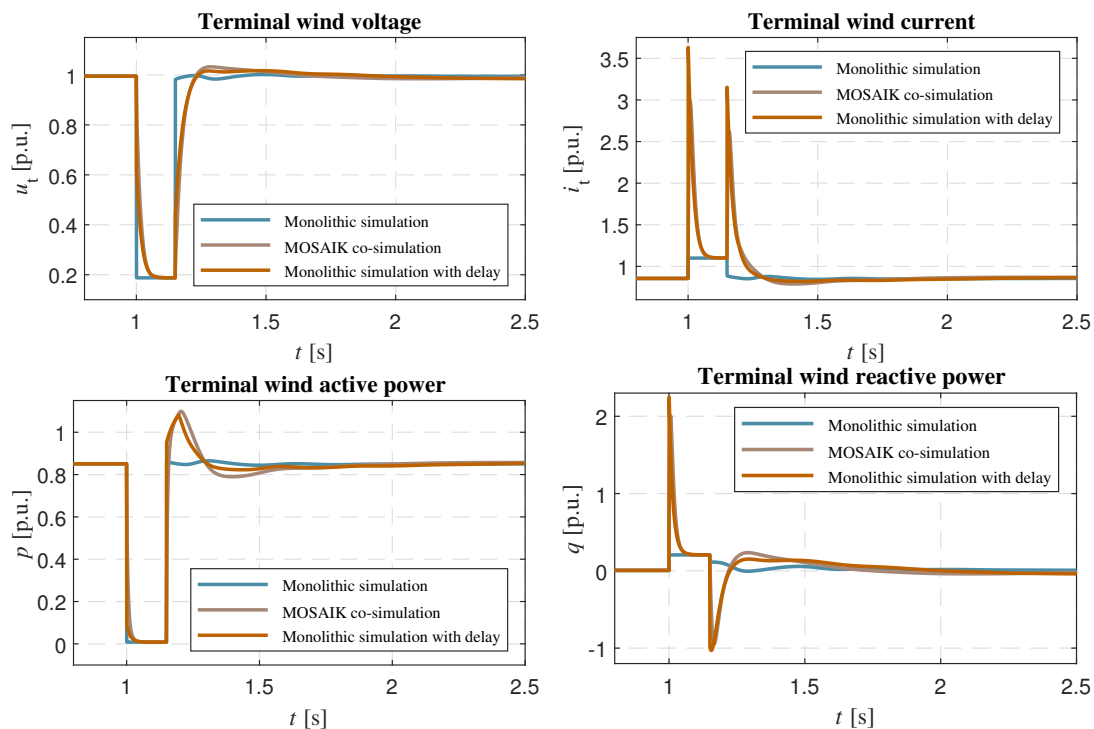 Terminal wind voltage
1
0.8
0.6
0.4
0.2
u_t [p.u.]
Monolithic simulation
MOSAIK co-simulation
Monolithic simulation with delay
1
1.5
2
2.5
t [s]
Terminal wind current
3.5
3
2.5
2
1.5
1
i_t [p.u.]
Monolithic simulation
MOSAIK co-simulation
Monolithic simulation with delay
1
1.5
2
2.5
t [s]
Terminal wind active power
1
0.8
0.6
0.4
0.2
0
p [p.u.]
Monolithic simulation
MOSAIK co-simulation
Monolithic simulation with delay
1
1.5
2
2.5
t [s]
Terminal wind reactive power
2
1
0
-1
q [p.u.]
Monolithic simulation
MOSAIK co-simulation
Monolithic simulation with delay
1
1.5
2
2.5
t [s]